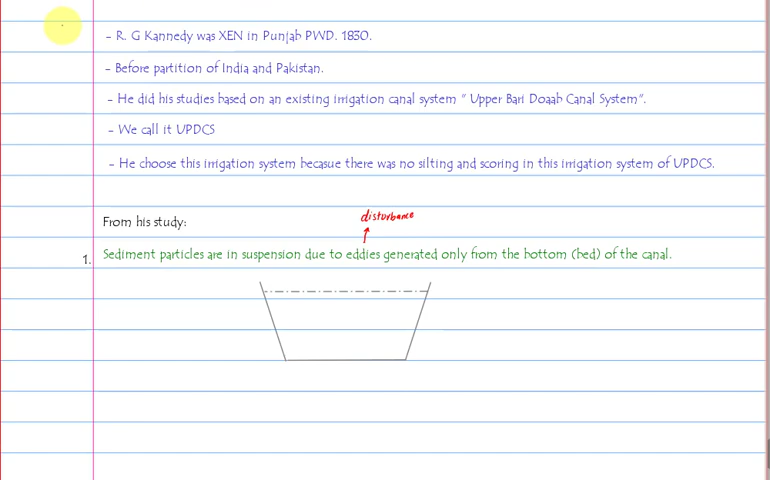 - R. G Kannedy was XEN in Punjab PWD. 1830.
- Before partition of India and Pakistan.
- He did his studies based on an existing irrigation canal system " Upper Bari Doaab Canal System".
- We call it UPDCS
- He choose this irrigation system becasue there was no silting and scoring in this irrigation system of UPDCS.
From his study:
disturbance
1. Sediment particles are in suspension due to eddies generated only from the bottom (bed) of the canal.